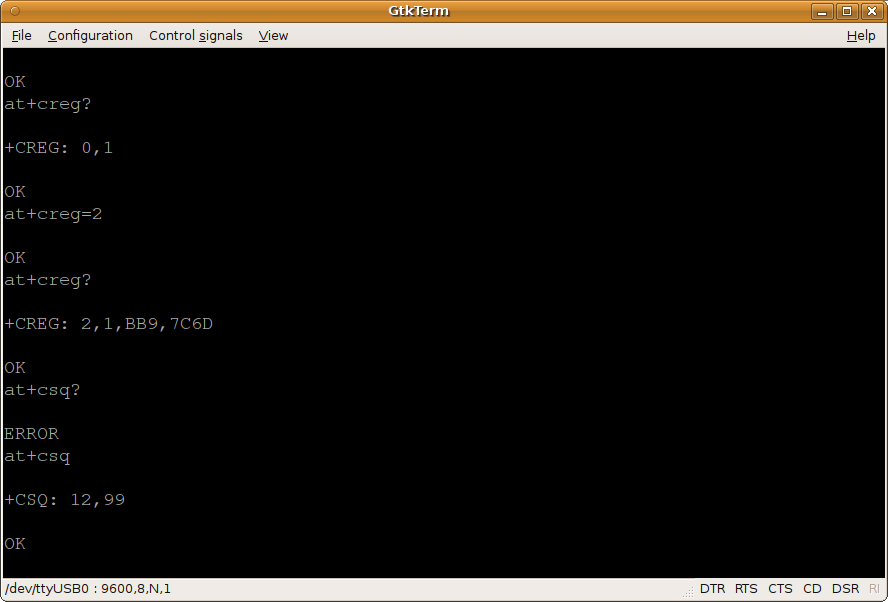 GtkTerm
File Configuration Control signals View Help
OK
at+creg?
+CREG: 0,1
OK
at+creg=2
OK
at+creg?
+CREG: 2,1,BB9,7C6D
OK
at+csq?
ERROR
at+csq
+CSQ: 12,99
OK
/dev/ttyUSB0 : 9600,8,N,1 DTR RTS CTS CD DSR RI